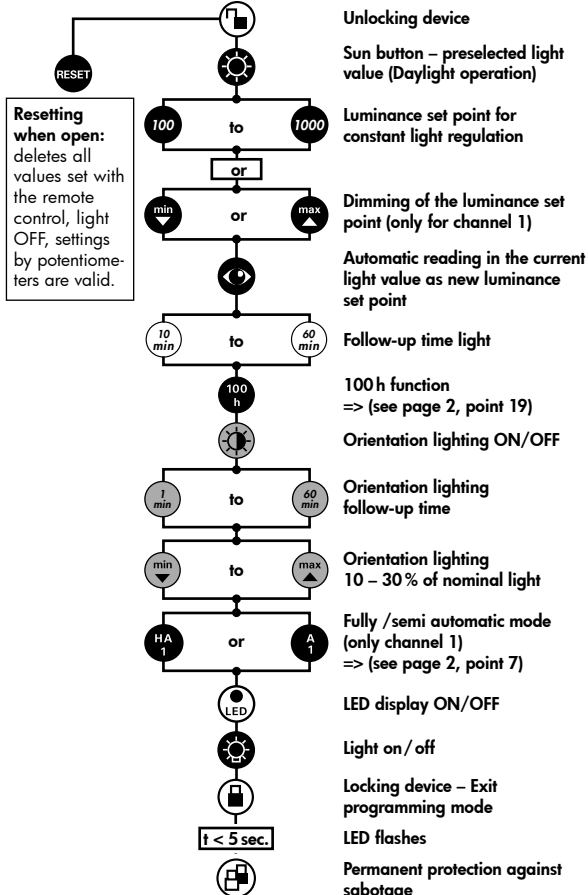 Unlocking device
RESET
Sun button – preselected light
value (Daylight operation)
Resetting
when open:
deletes all
values set with
the remote
control, light
OFF, settings
by potentiome-
ters are valid.
100 to 1000
Luminance set point for
constant light regulation
or
min or max
Dimming of the luminance set
point (only for channel 1)
Automatic reading in the current
light value as new luminance
set point
10 min to 60 min
Follow-up time light
100 h
100 h function
=> (see page 2, point 19)
Orientation lighting ON/OFF
1 min to 60 min
Orientation lighting
follow-up time
min to max
Orientation lighting
10 – 30 % of nominal light
HA 1 or A 1
Fully /semi automatic mode
(only channel 1)
=> (see page 2, point 7)
LED
LED display ON/OFF
Light on / off
Locking device – Exit
programming mode
t < 5 sec.
LED flashes
Permanent protection against
sabotage